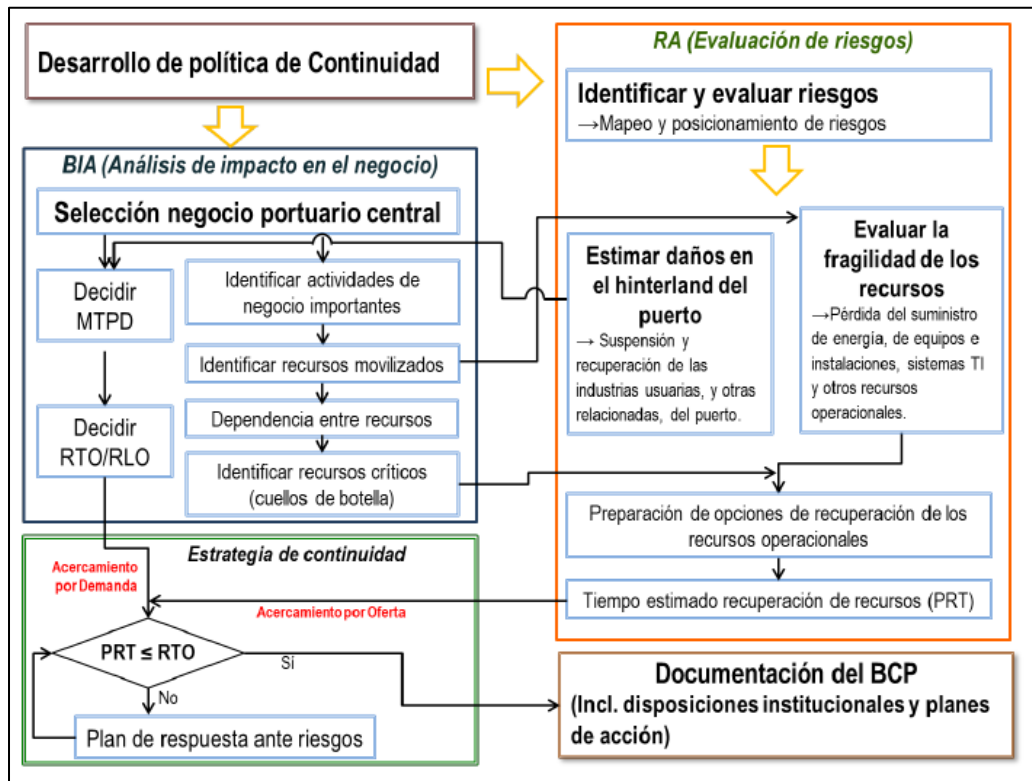 Desarrollo de política de Continuidad
BIA (Análisis de impacto en el negocio)
Selección negocio portuario central
Decidir
MTPD
Decidir
RTO/RLO
Identificar actividades de
negocio importantes
Identificar recursos movilizados
Dependencia entre recursos
Identificar recursos críticos
(cuellos de botella)
RA (Evaluación de riesgos)
Identificar y evaluar riesgos
→Mapeo y posicionamiento de riesgos
Estimar daños en
el hinterland del
puerto
→ Suspensión y
recuperación de las
industrias usuarias, y otras
relacionadas, del puerto.
Evaluar la
fragilidad de los
recursos
→Pérdida del suministro
de energía, de equipos e
instalaciones, sistemas TI
y otros recursos
operacionales.
Preparación de opciones de recuperación de los
recursos operacionales
Tiempo estimado recuperación de recursos (PRT)
Estrategia de continuidad
Acercamiento
por Demanda
Acercamiento por Oferta
PRT ≤ RTO
Sí
No
Plan de respuesta ante riesgos
Documentación del BCP
(Incl. disposiciones institucionales y planes
de acción)